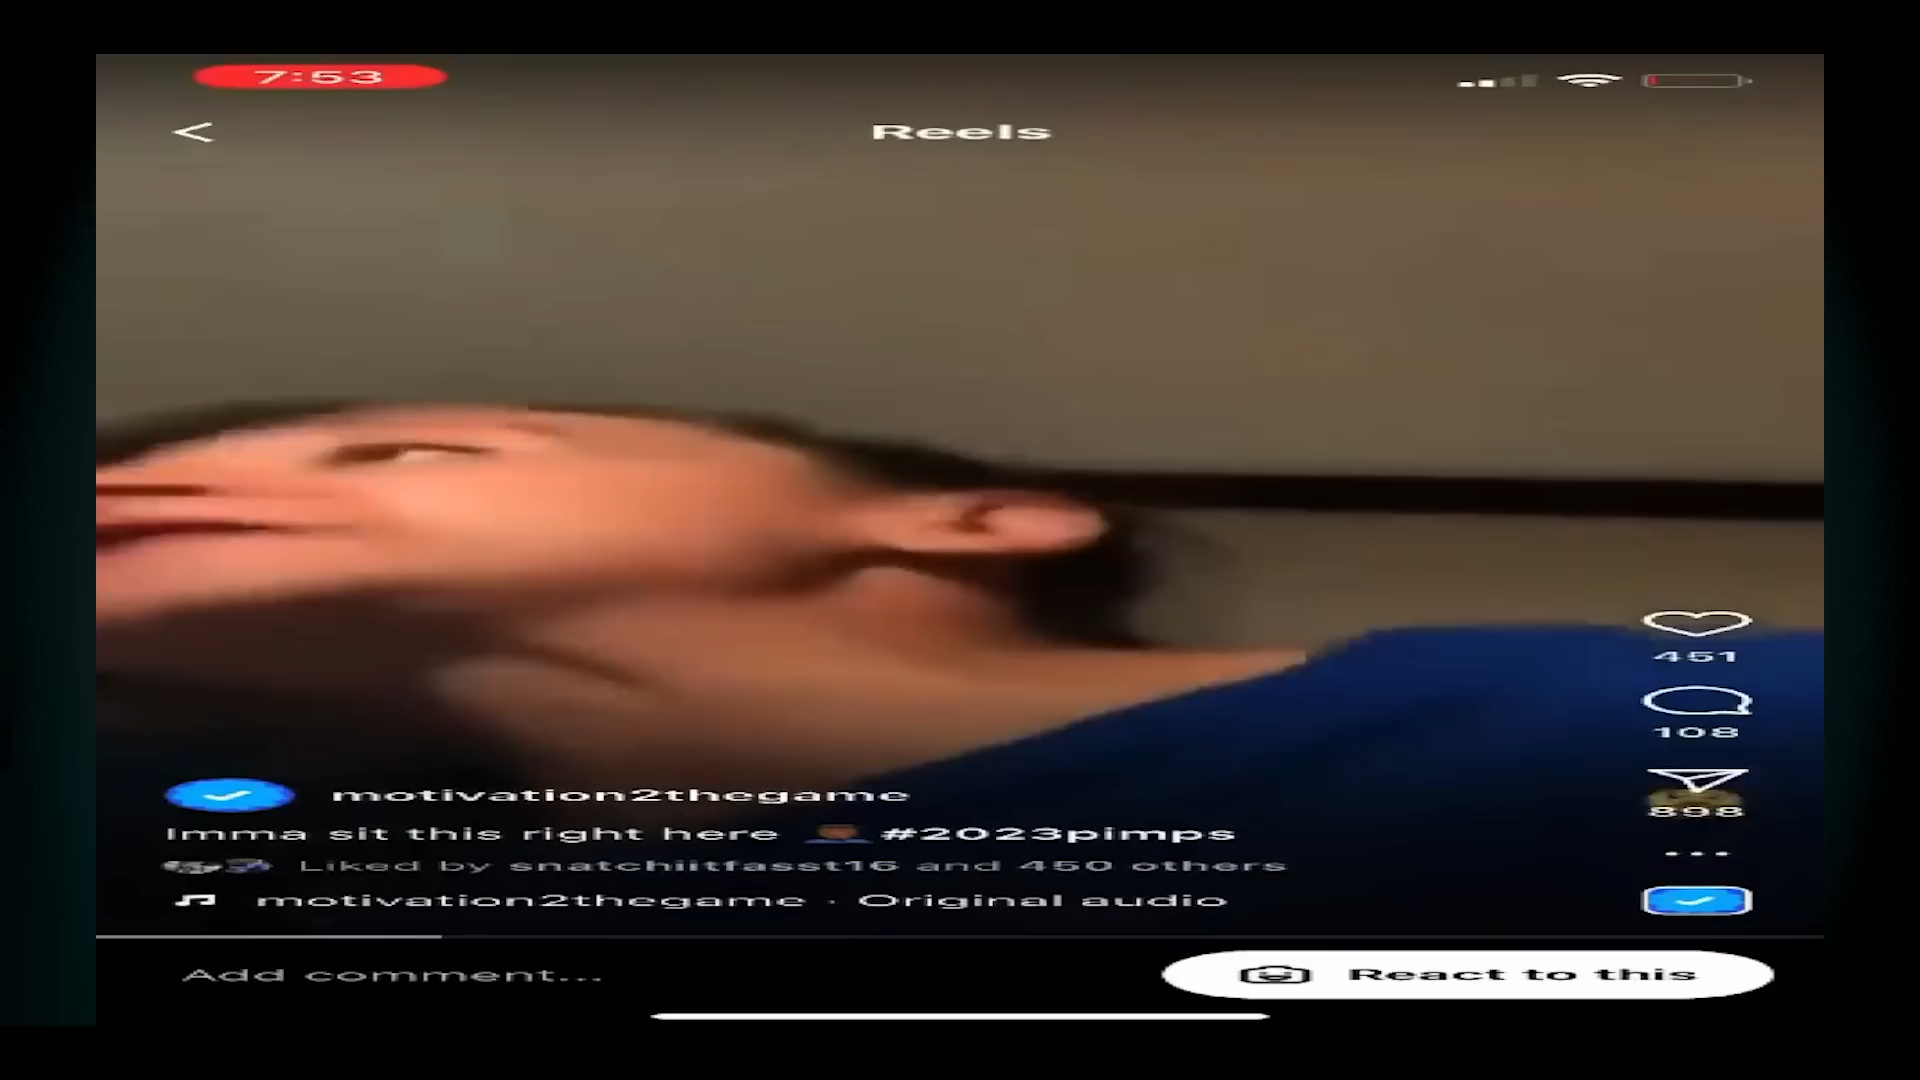 7:53
Reels
451
108
898
motivation2thegame
Imma sit this right here #2023pimps
Liked by snatchiitfasst16 and 450 others
motivation2thegame · Original audio
Add comment...
React to this